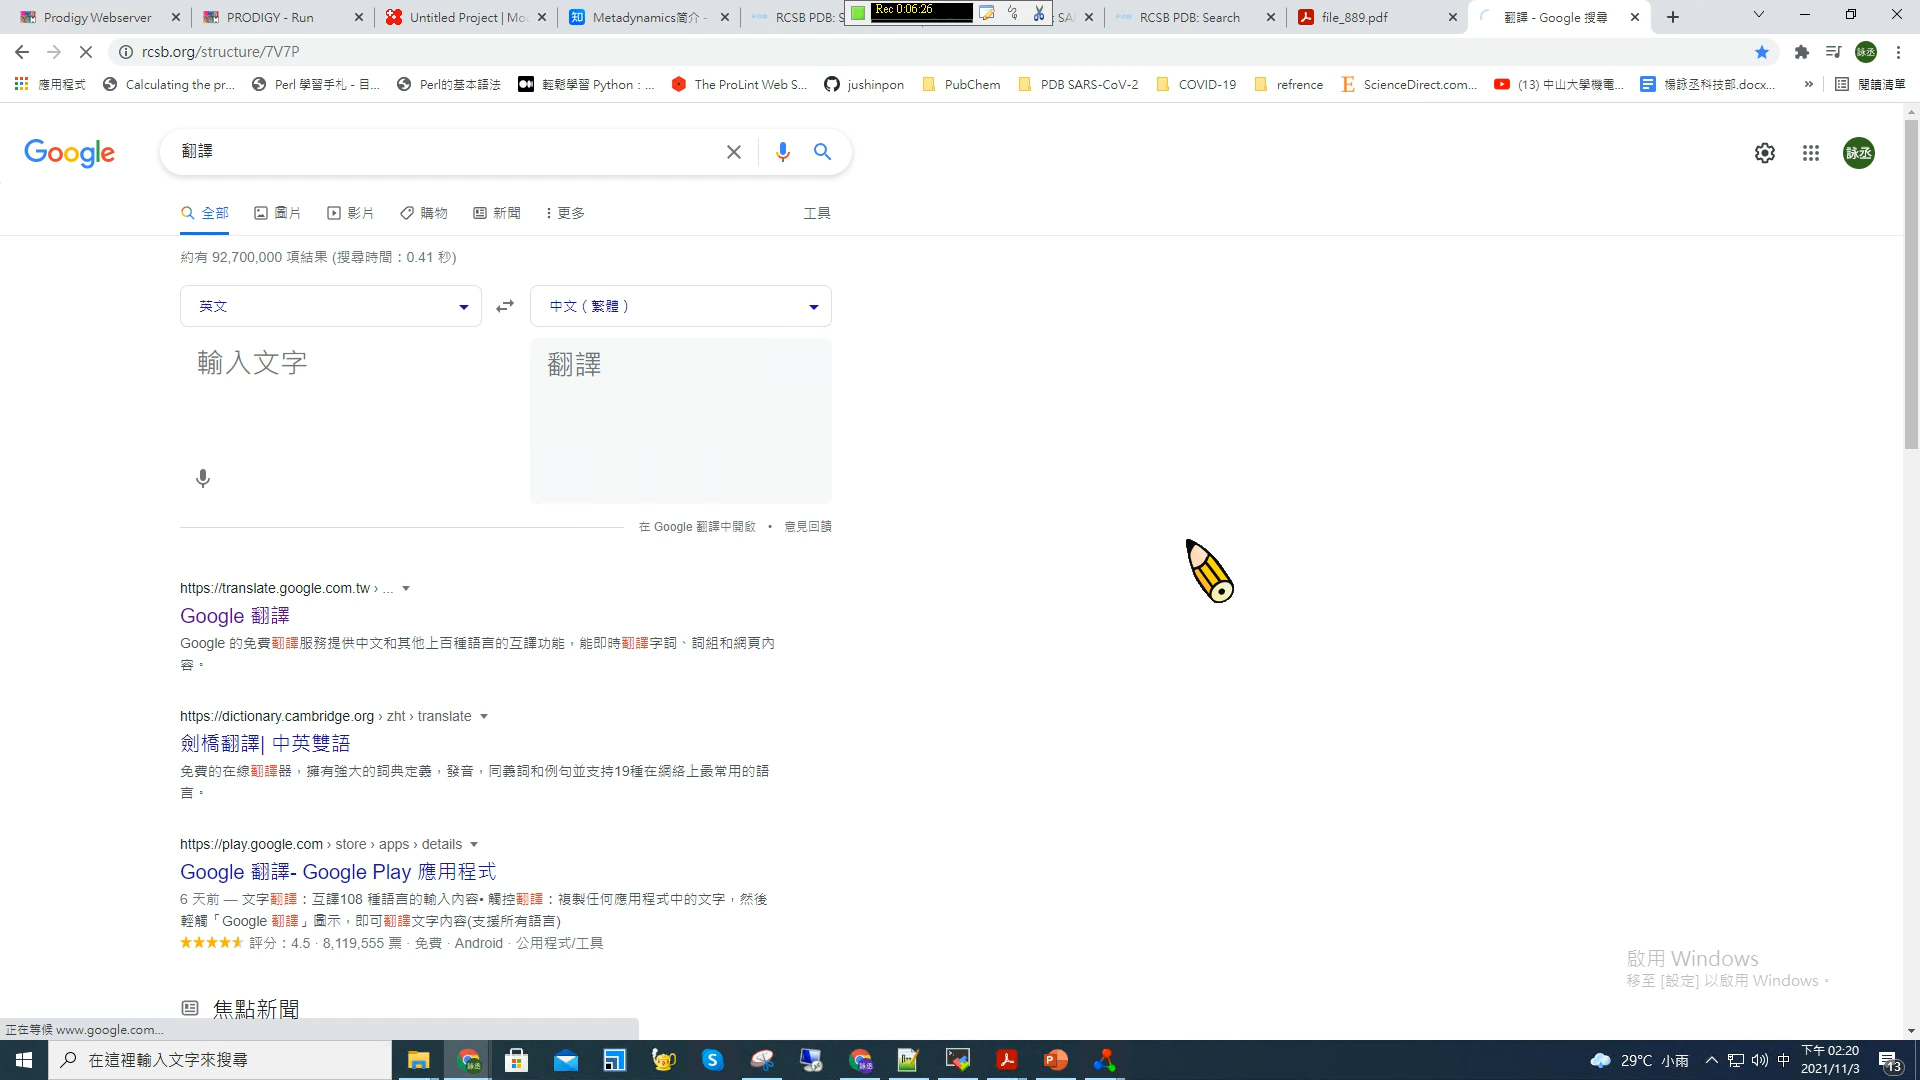 Prodigy Webserver
PRODIGY - Run
Untitled Project | Mo
Metadynamics简介 -
RCSB PDB: S
Rec 0:06:26
SA
RCSB PDB: Search
file_889.pdf
翻譯 - Google 搜尋
rcsb.org/structure/7V7P
詠丞
應用程式
Calculating the pr...
Perl 學習手札 - 目...
Perl的基本語法
輕鬆學習 Python：...
The ProLint Web S...
jushinpon
PubChem
PDB SARS-CoV-2
COVID-19
refrence
ScienceDirect.com...
(13) 中山大學機電...
楊詠丞科技部.docx...
»
閱讀清單
Google
翻譯
詠丞
全部
圖片
影片
購物
新聞
更多
工具
約有 92,700,000 項結果 (搜尋時間：0.41 秒)
英文
中文（繁體）
輸入文字
翻譯
在 Google 翻譯中開啟 • 意見回饋
https://translate.google.com.tw › ...
Google 翻譯
Google 的免費翻譯服務提供中文和其他上百種語言的互譯功能，能即時翻譯字詞、詞組和網頁內
容。
https://dictionary.cambridge.org › zht › translate
劍橋翻譯| 中英雙語
免費的在線翻譯器，擁有強大的詞典定義，發音，同義詞和例句並支持19種在網絡上最常用的語
言。
https://play.google.com › store › apps › details
Google 翻譯- Google Play 應用程式
6 天前 — 文字翻譯：互譯108 種語言的輸入內容• 觸控翻譯：複製任何應用程式中的文字，然後
輕觸「Google 翻譯」圖示，即可翻譯文字內容(支援所有語言)
評分：4.5 · 8,119,555 票 · 免費 · Android · 公用程式/工具
啟用 Windows
移至 [設定] 以啟用 Windows。
焦點新聞
正在等候 www.google.com...
在這裡輸入文字來搜尋
29°C 小雨
中
下午 02:20
2021/11/3
13